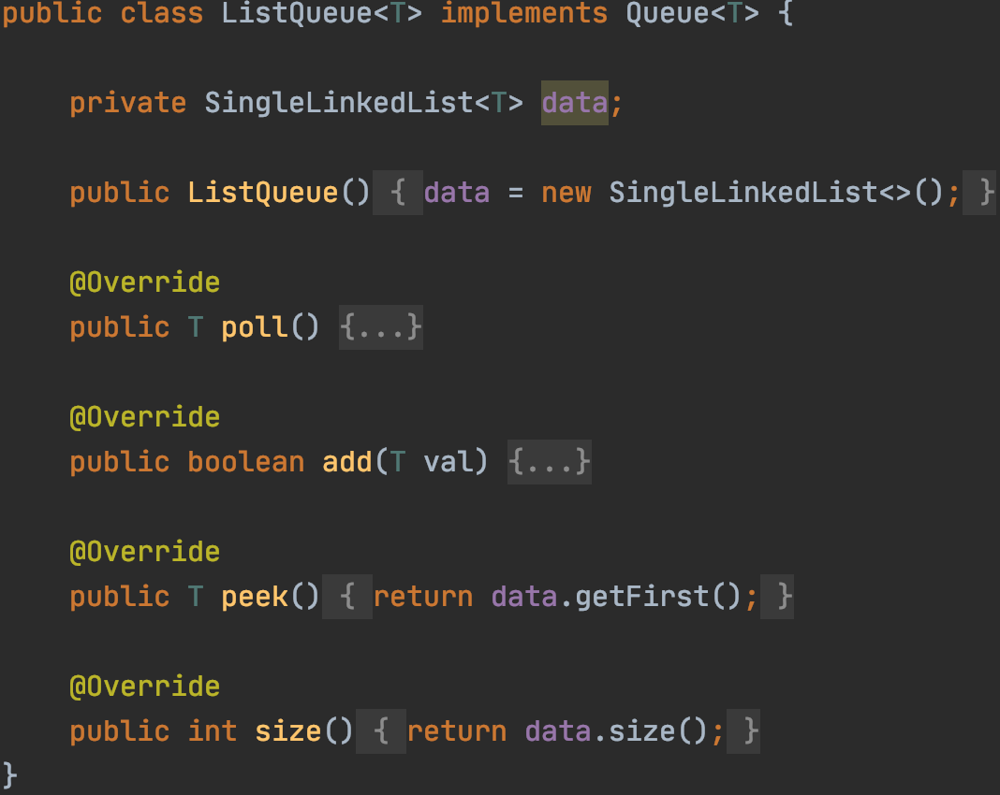 public class ListQueue<T> implements Queue<T> {
private SingleLinkedList<T> data;
public ListQueue() { data = new SingleLinkedList<>(); }
@Override
public T poll() {...}
@Override
public boolean add(T val) {...}
@Override
public T peek() { return data.getFirst(); }
@Override
public int size() { return data.size(); }
}